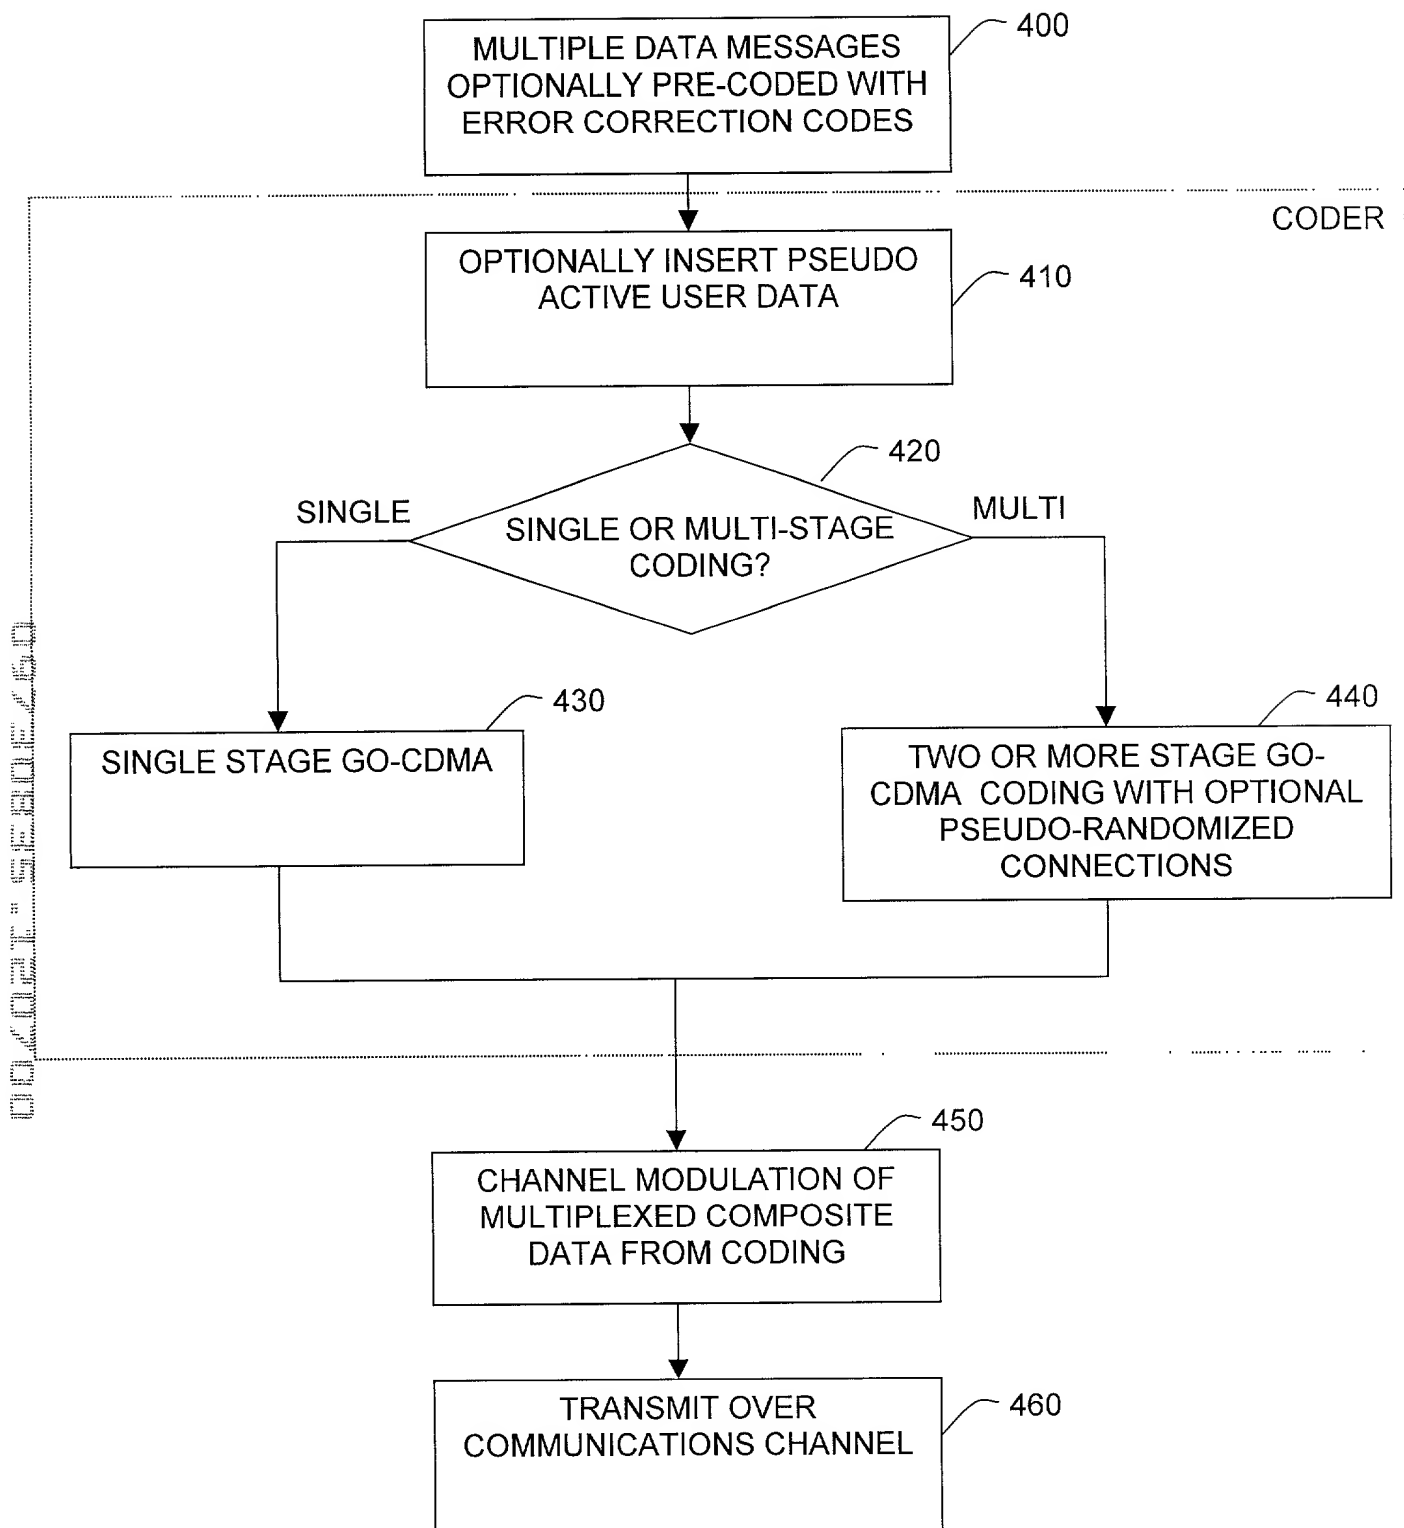 400
MULTIPLE DATA MESSAGES
OPTIONALLY PRE-CODED WITH
ERROR CORRECTION CODES
CODER
OPTIONALLY INSERT PSEUDO
ACTIVE USER DATA
410
420
SINGLE
MULTI
SINGLE OR MULTI-STAGE
CODING?
430
SINGLE STAGE GO-CDMA
440
TWO OR MORE STAGE GO-
CDMA CODING WITH OPTIONAL
PSEUDO-RANDOMIZED
CONNECTIONS
450
CHANNEL MODULATION OF
MULTIPLEXED COMPOSITE
DATA FROM CODING
460
TRANSMIT OVER
COMMUNICATIONS CHANNEL